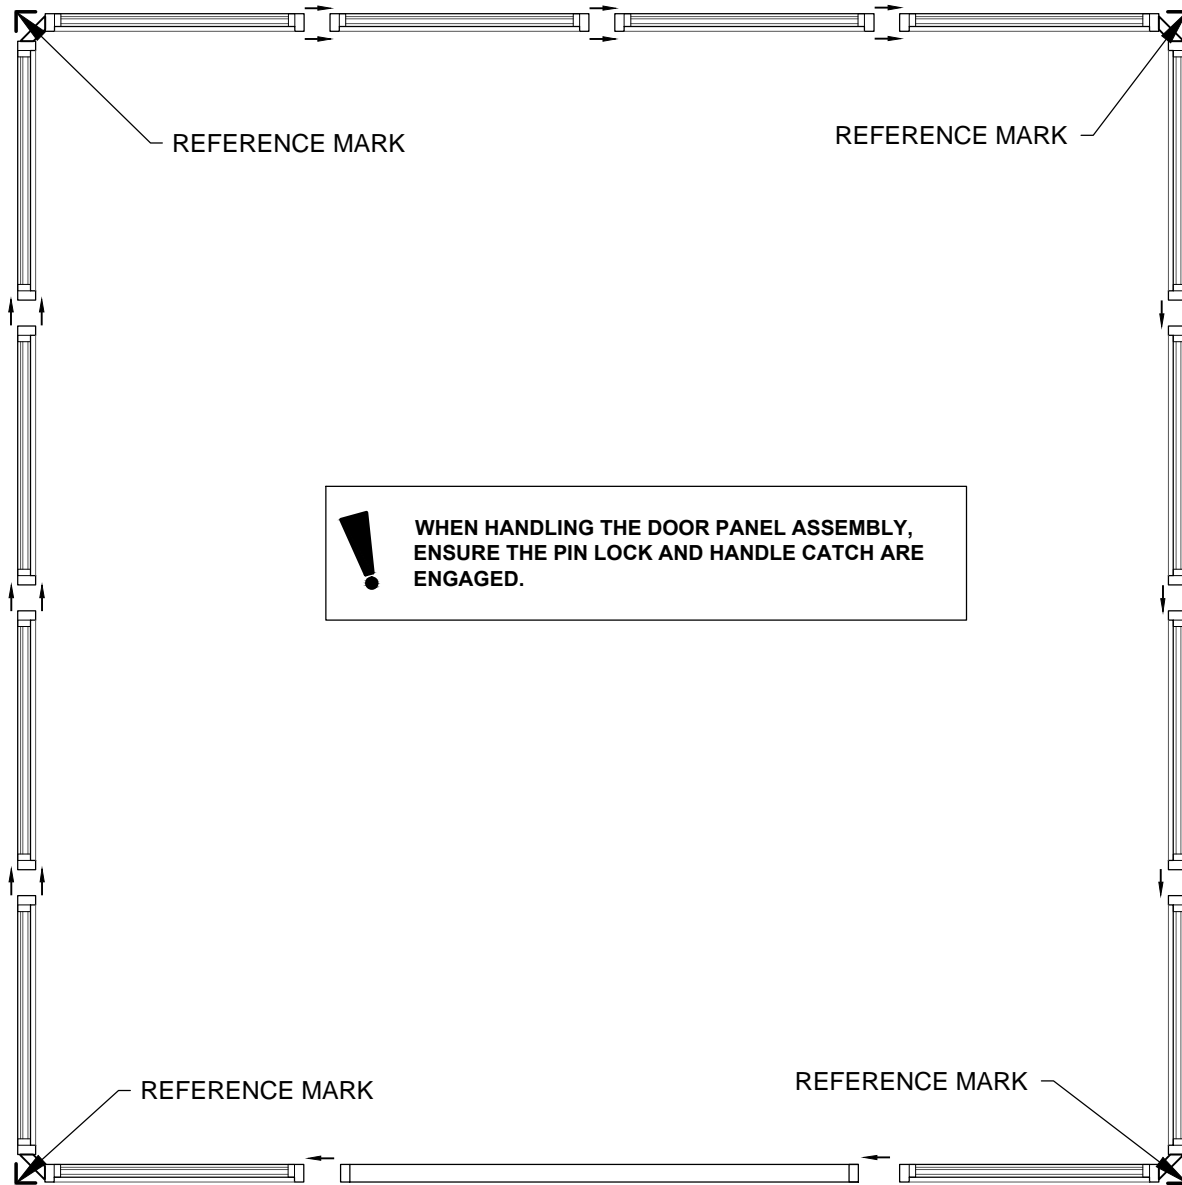 REFERENCE MARK
REFERENCE MARK
WHEN HANDLING THE DOOR PANEL ASSEMBLY,
ENSURE THE PIN LOCK AND HANDLE CATCH ARE
ENGAGED.
REFERENCE MARK
REFERENCE MARK